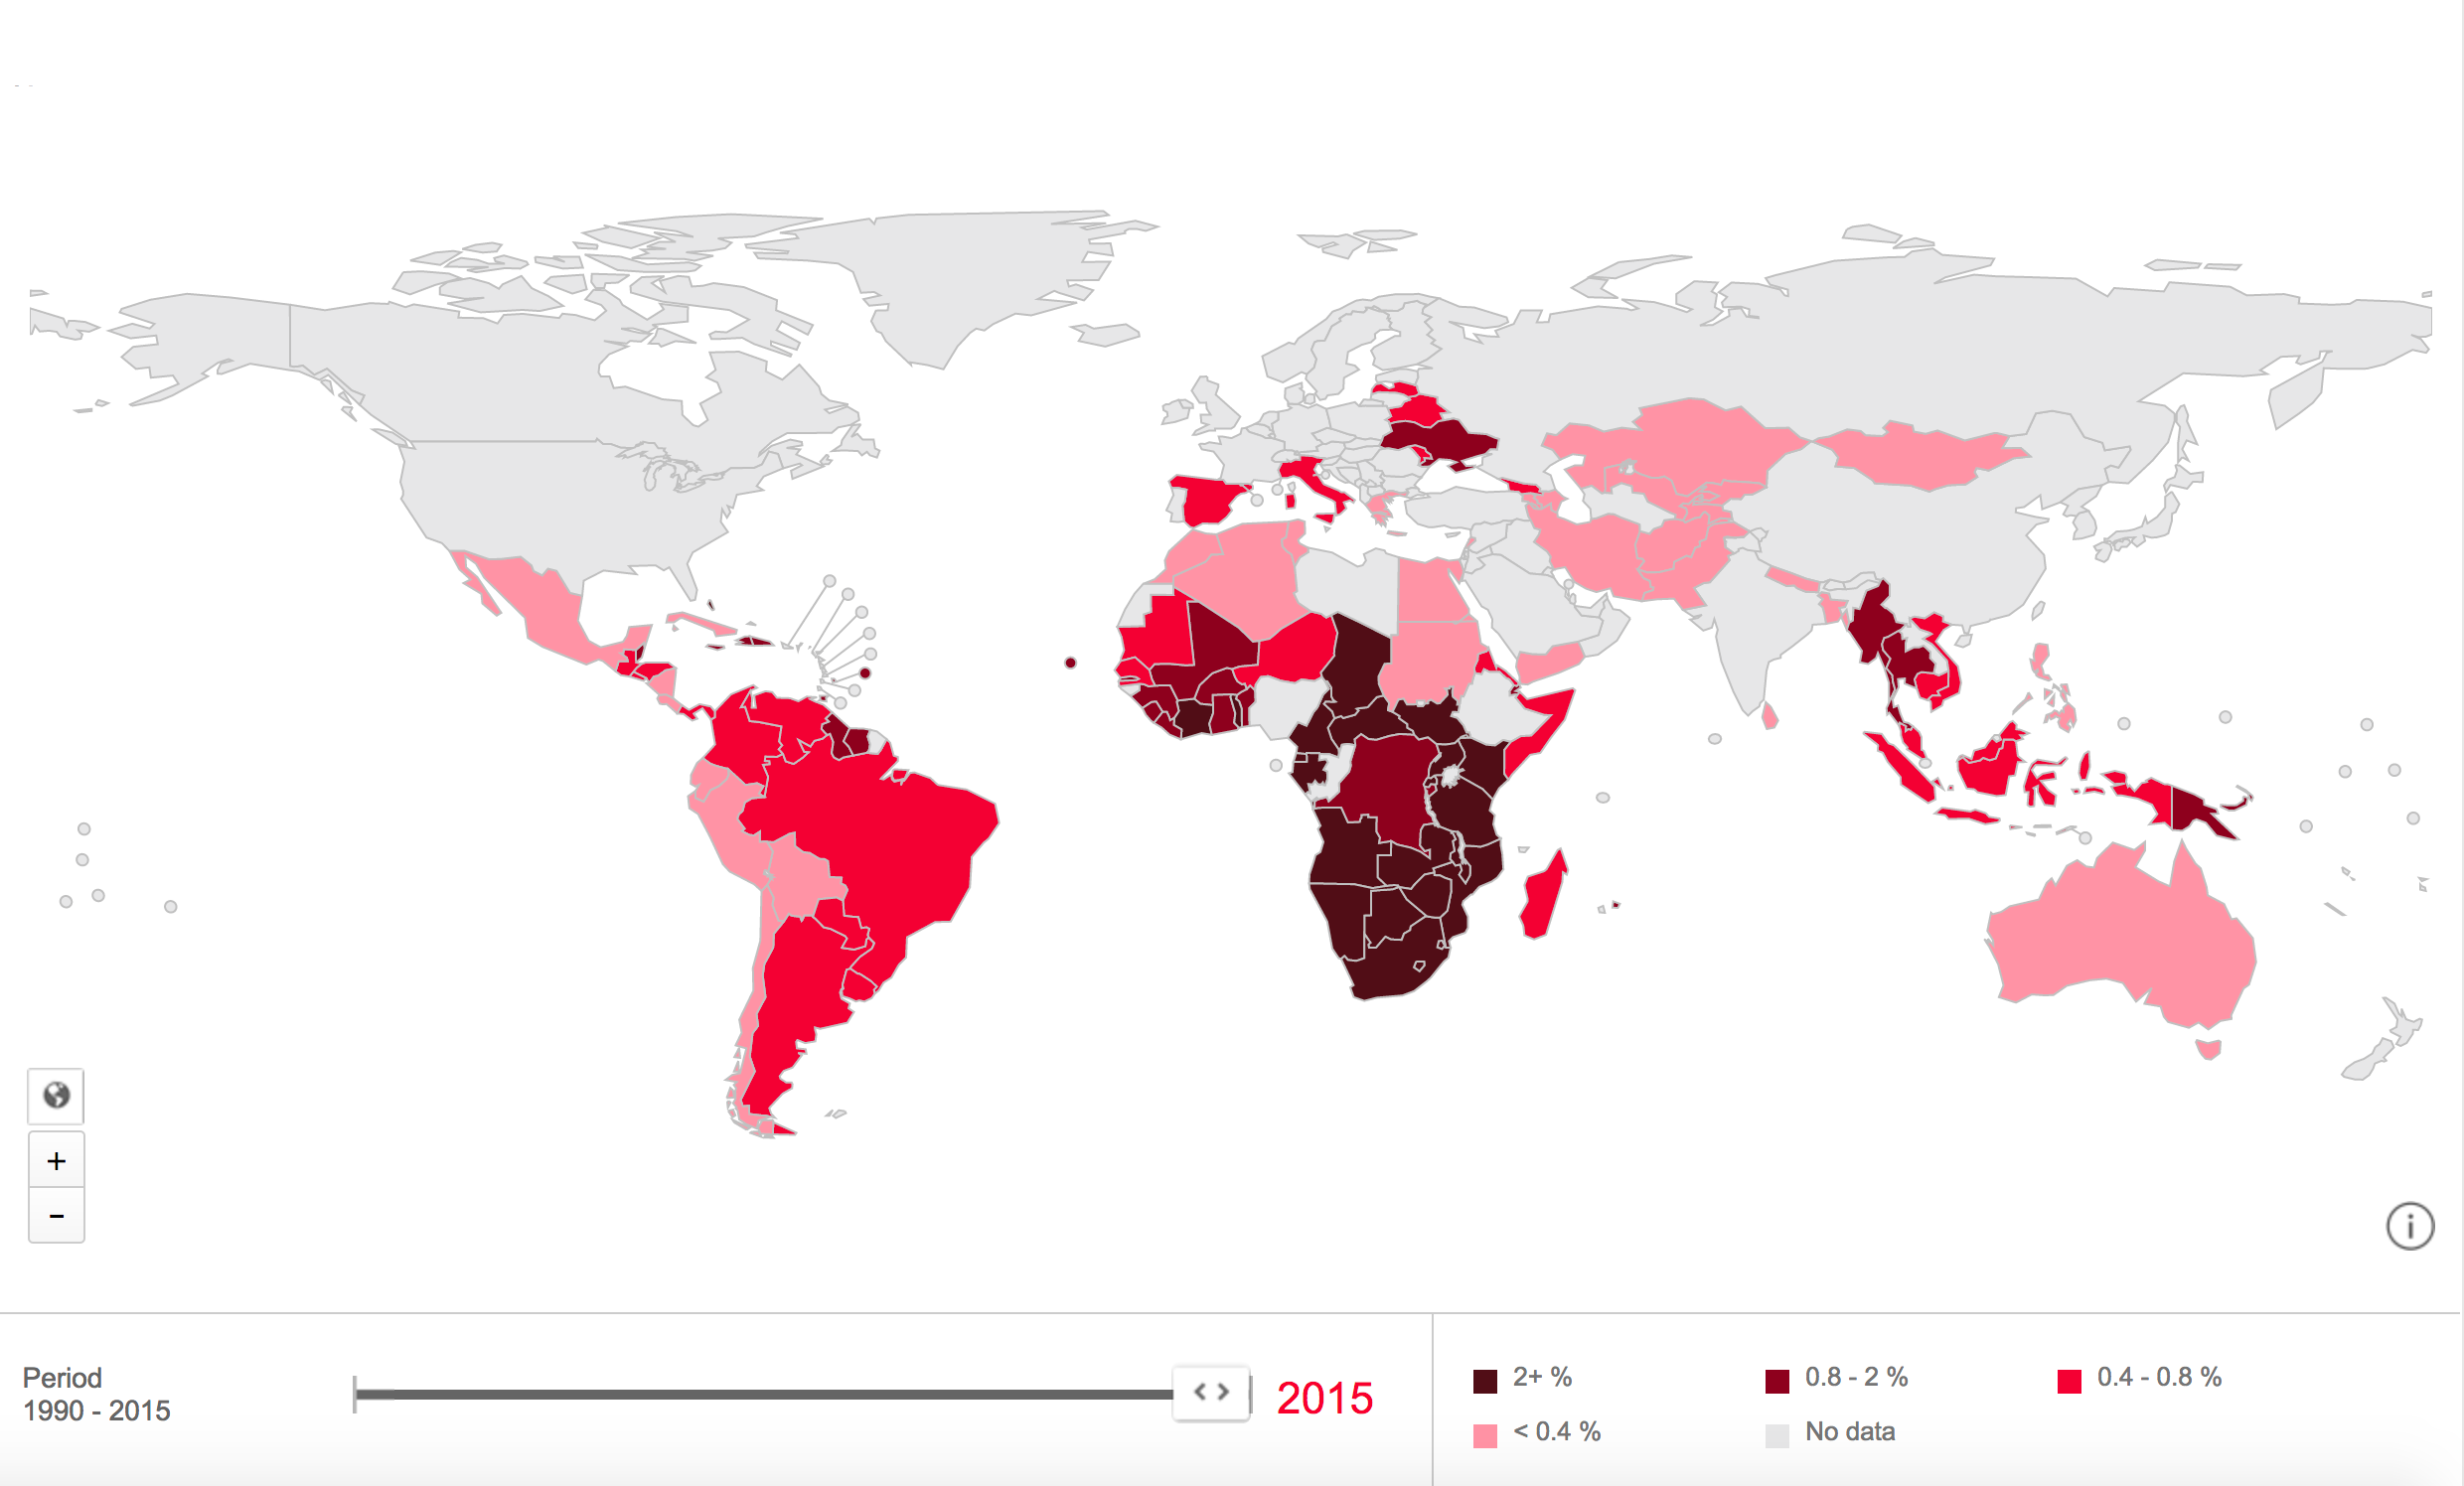 +
−
i
Period
1990 - 2015
< >
2015
2+ %
0.8 - 2 %
0.4 - 0.8 %
< 0.4 %
No data